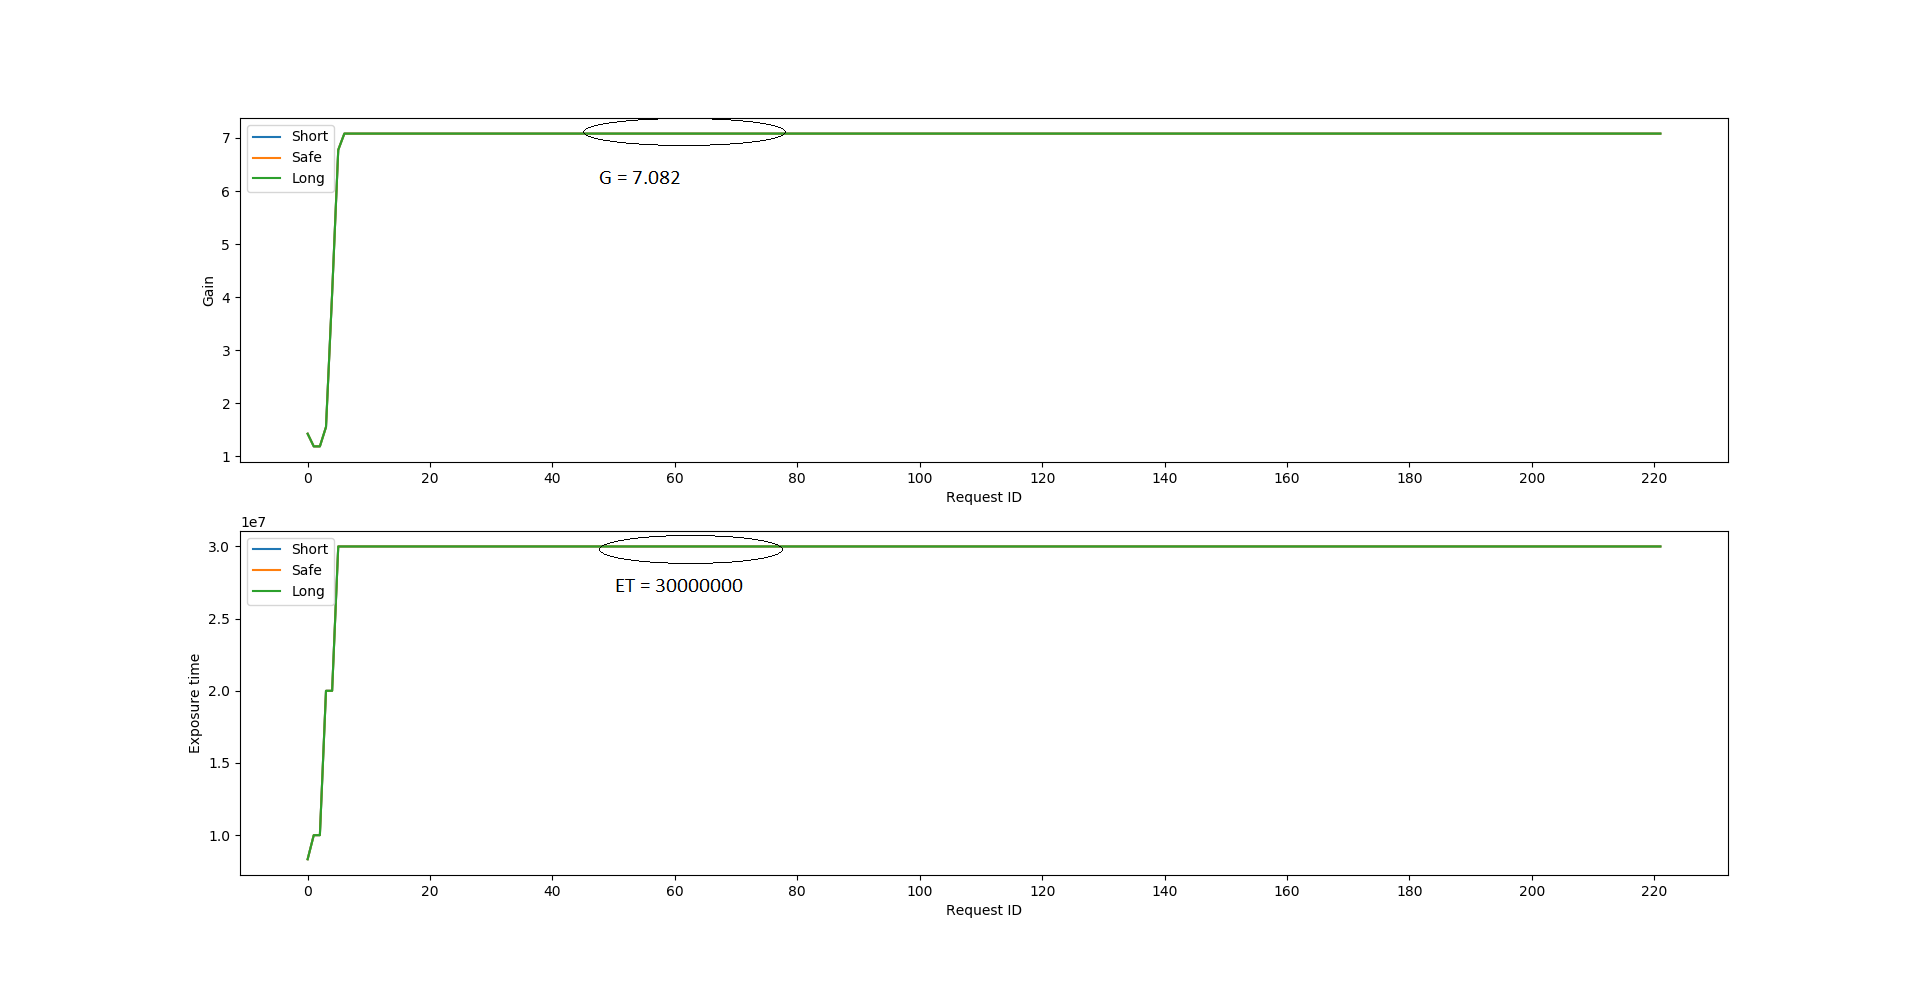 7
6
5
4
3
2
1
Gain
Short
Safe
Long
G = 7.082
0 20 40 60 80 100 120 140 160 180 200 220
Request ID
1e7
3.0
2.5
2.0
1.5
1.0
Exposure time
Short
Safe
Long
ET = 30000000
0 20 40 60 80 100 120 140 160 180 200 220
Request ID